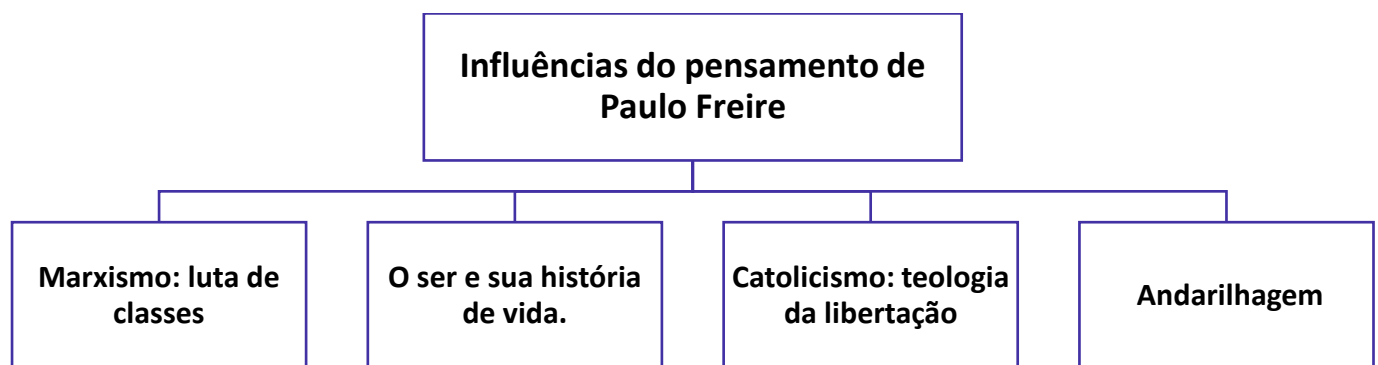 Influências do pensamento de
Paulo Freire
Marxismo: luta de
classes
O ser e sua história
de vida.
Catolicismo: teologia
da libertação
Andarilhagem